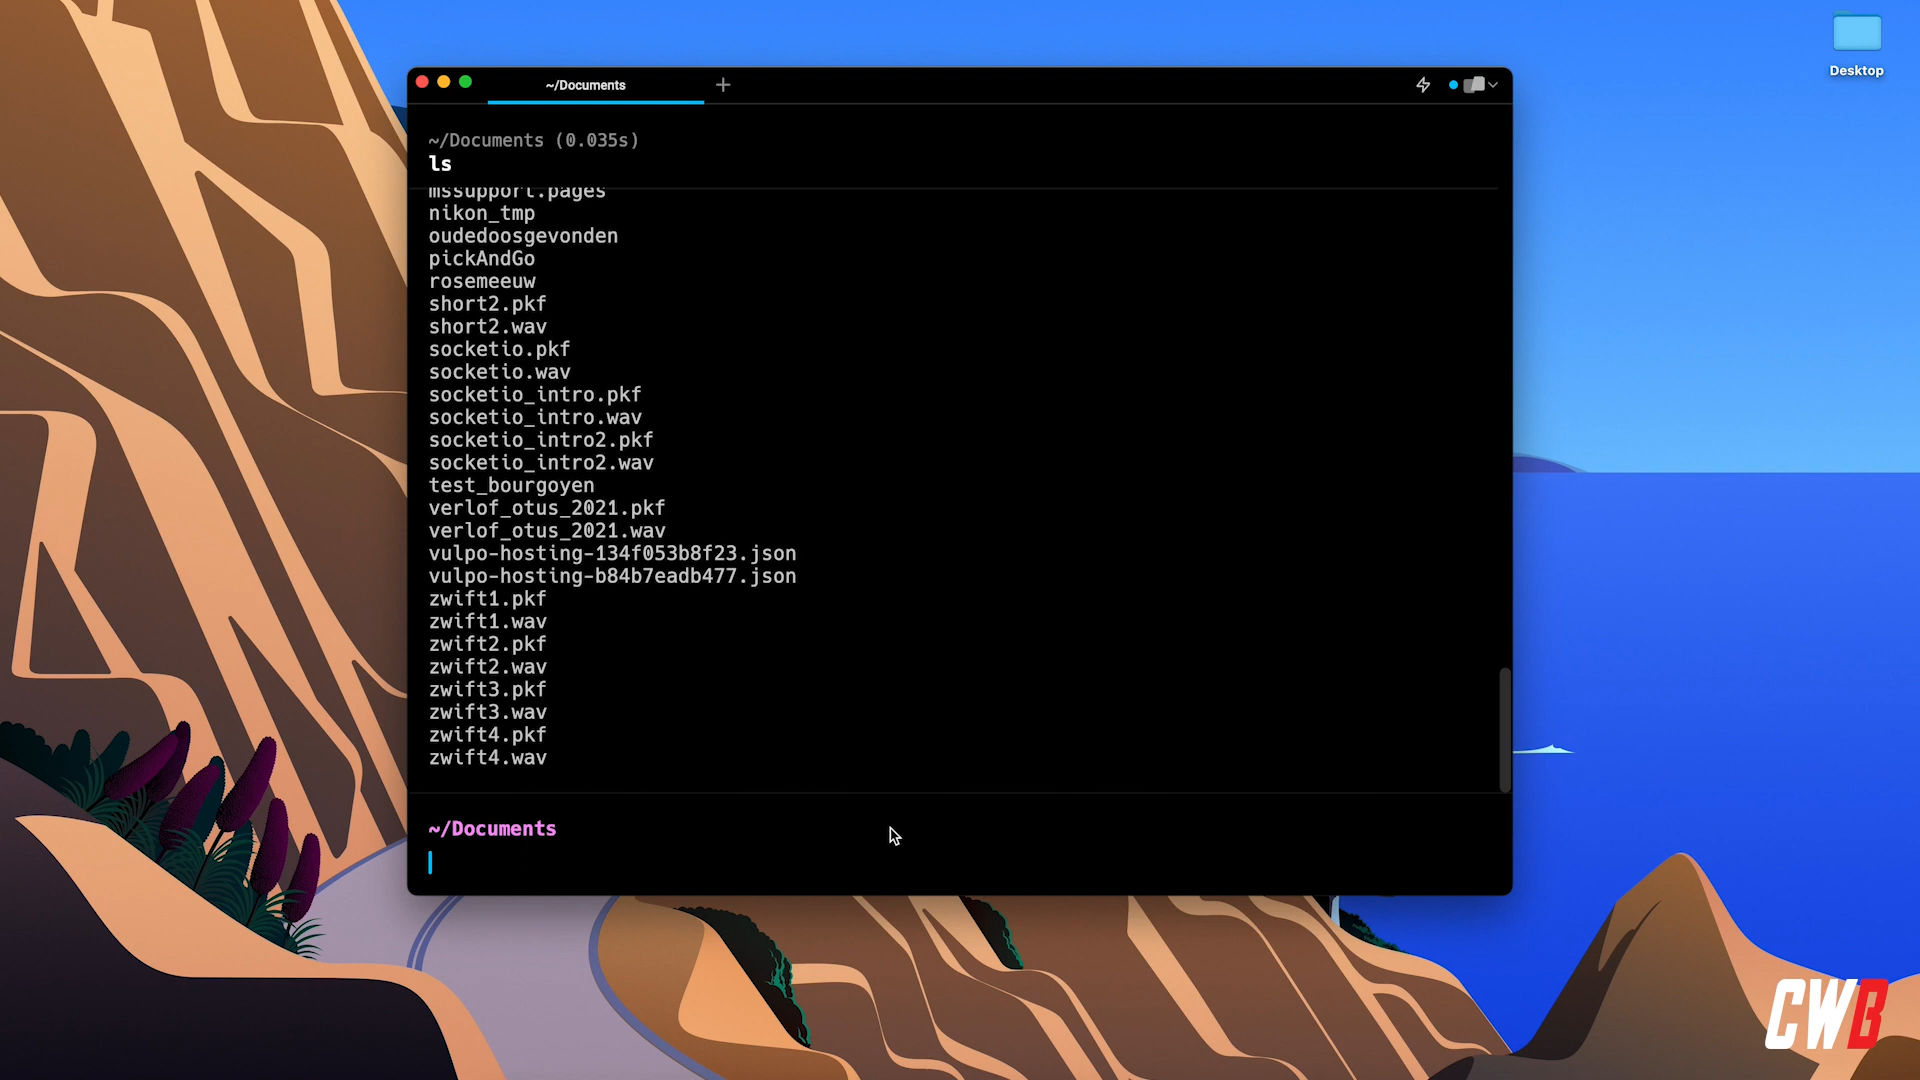 Desktop
~/Documents
~/Documents (0.035s)
ls
mssupport.pages
nikon_tmp
oudedoosgevonden
pickAndGo
rosemeeuw
short2.pkf
short2.wav
socketio.pkf
socketio.wav
socketio_intro.pkf
socketio_intro.wav
socketio_intro2.pkf
socketio_intro2.wav
test_bourgoyen
verlof_otus_2021.pkf
verlof_otus_2021.wav
vulpo-hosting-134f053b8f23.json
vulpo-hosting-b84b7eadb477.json
zwift1.pkf
zwift1.wav
zwift2.pkf
zwift2.wav
zwift3.pkf
zwift3.wav
zwift4.pkf
zwift4.wav
~/Documents
CWB